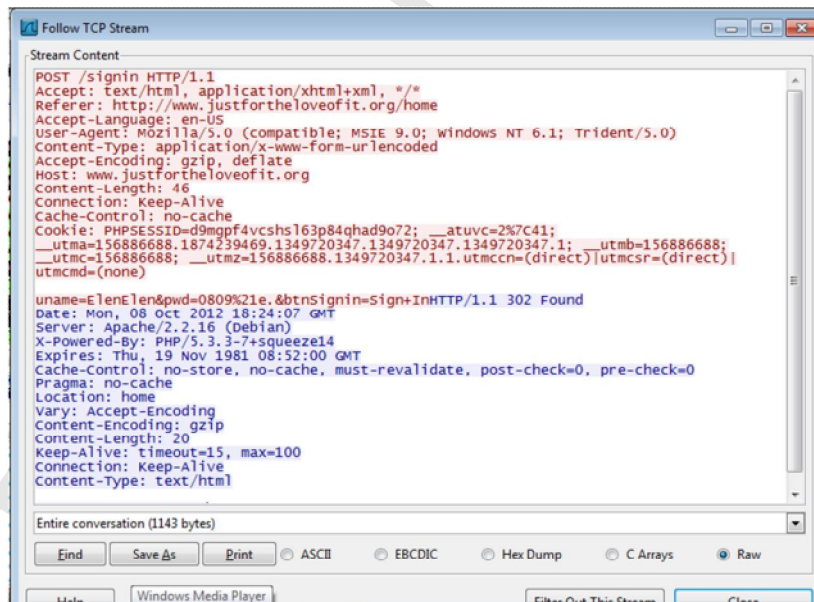 Follow TCP Stream
Stream Content
POST /signin HTTP/1.1
Accept: text/html, application/xhtml+xml, */*
Referer: http://www.justfortheloveofit.org/home
Accept-Language: en-US
User-Agent: Mozilla/5.0 (compatible; MSIE 9.0; Windows NT 6.1; Trident/5.0)
Content-Type: application/x-www-form-urlencoded
Accept-Encoding: gzip, deflate
Host: www.justfortheloveofit.org
Content-Length: 46
Connection: Keep-Alive
Cache-Control: no-cache
Cookie: PHPSESSID=d9mgpf4vcshsl63p84qhad9o72; __atuvc=2%7C41;
__utma=156886688.1874239469.1349720347.1349720347.1349720347.1; __utmb=156886688;
__utmc=156886688; __utmz=156886688.1349720347.1.1.utmccn=(direct)|utmcsr=(direct)|
utmcmd=(none)
uname=ElenElen&pwd=0809%21e.&btnSignin=Sign+InHTTP/1.1 302 Found
Date: Mon, 08 Oct 2012 18:24:07 GMT
Server: Apache/2.2.16 (Debian)
X-Powered-By: PHP/5.3.3-7+squeeze14
Expires: Thu, 19 Nov 1981 08:52:00 GMT
Cache-Control: no-store, no-cache, must-revalidate, post-check=0, pre-check=0
Pragma: no-cache
Location: home
Vary: Accept-Encoding
Content-Encoding: gzip
Content-Length: 20
Keep-Alive: timeout=15, max=100
Connection: Keep-Alive
Content-Type: text/html
Entire conversation (1143 bytes)
Find Save As Print ASCII EBCDIC Hex Dump C Arrays Raw
Help Windows Media Player Filter Out This Stream Close